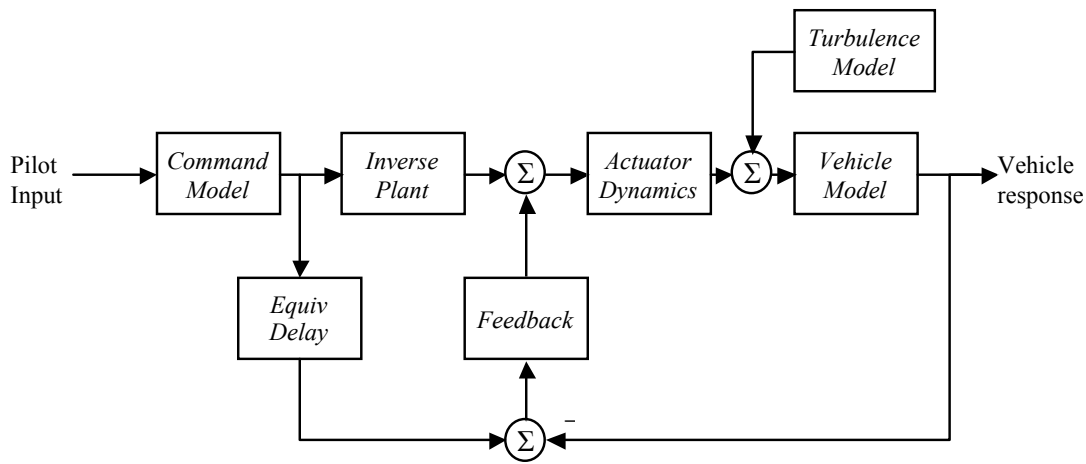 Turbulence
Model
Pilot
Input
Command
Model
Inverse
Plant
Σ
Actuator
Dynamics
Σ
Vehicle
Model
Vehicle
response
Equiv
Delay
Feedback
Σ
−